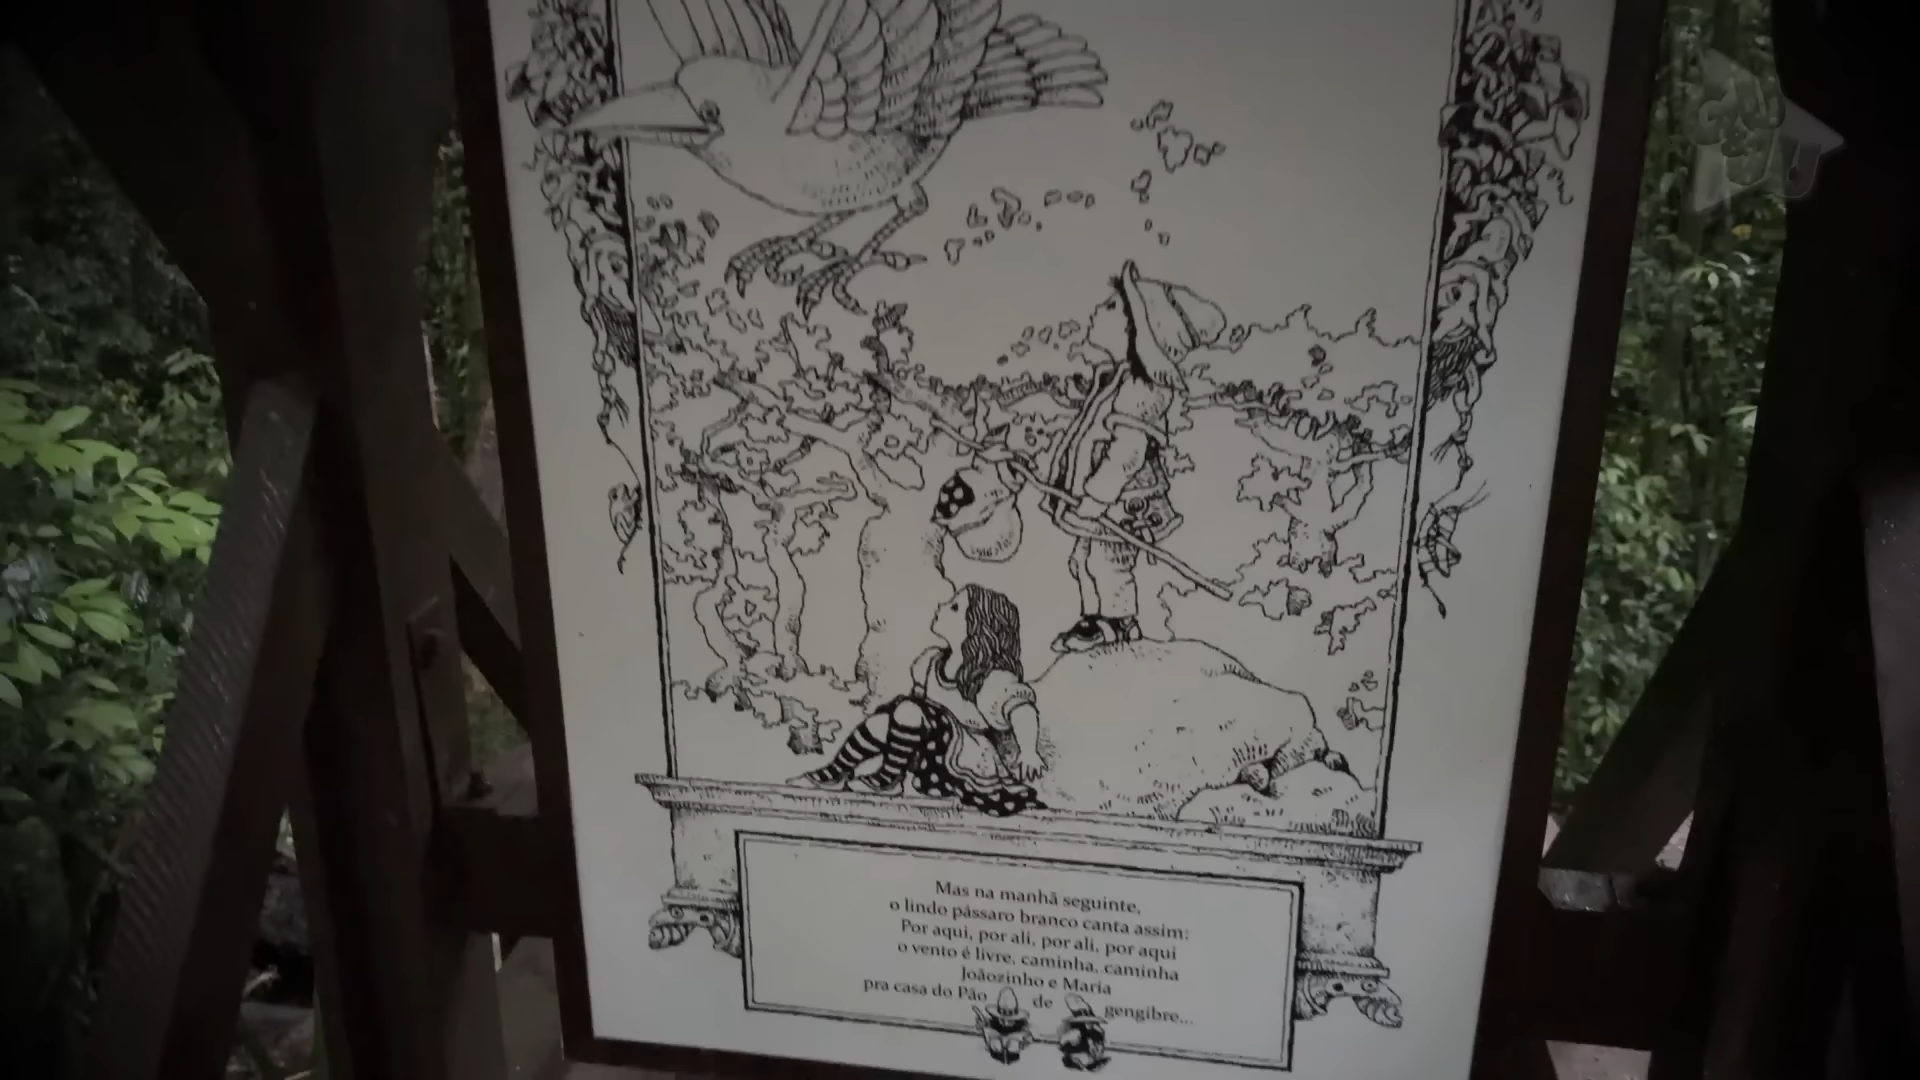 Mas na manhã seguinte,
o lindo pássaro branco canta assim:
Por aqui, por ali, por ali, por aqui
o vento é livre, caminha, caminha
Joãozinho e Maria
pra casa do Pão de gengibre...